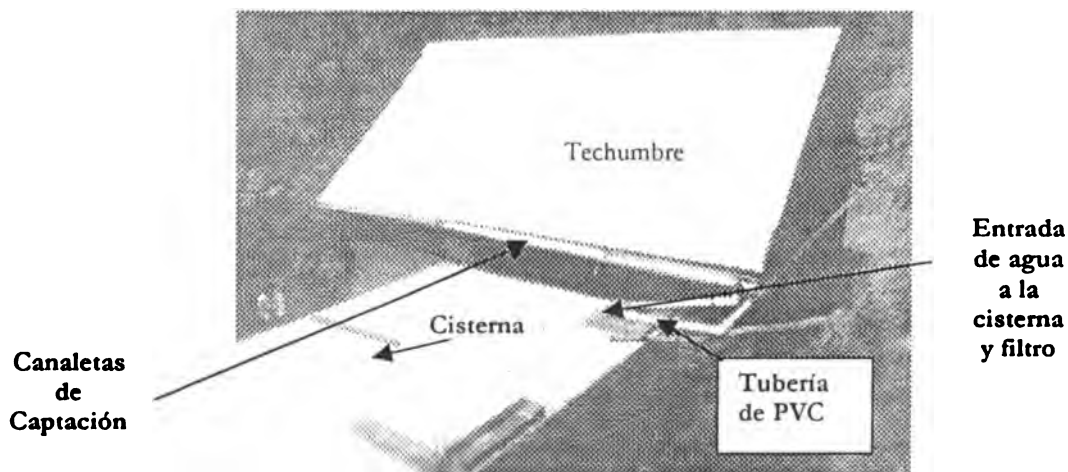 Techumbre
Entrada
de agua
a la
cisterna
y filtro
Cisterna
Canaletas
de
Captación
Tubería
de PVC